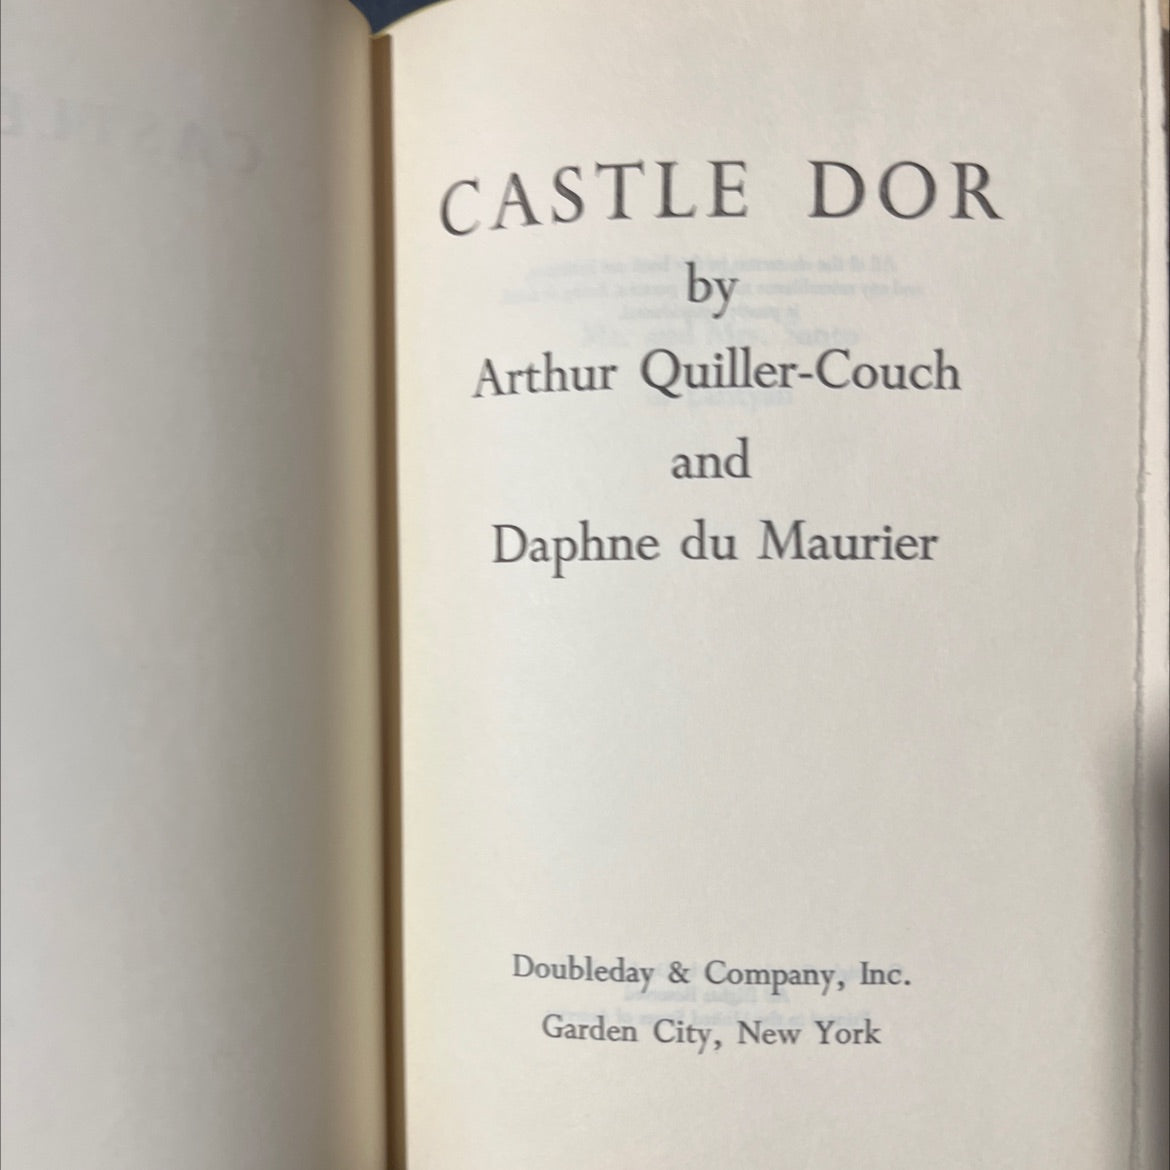 CASTLE DOR
by
Arthur Quiller-Couch
and
Daphne du Maurier
Doubleday & Company, Inc.
Garden City, New York